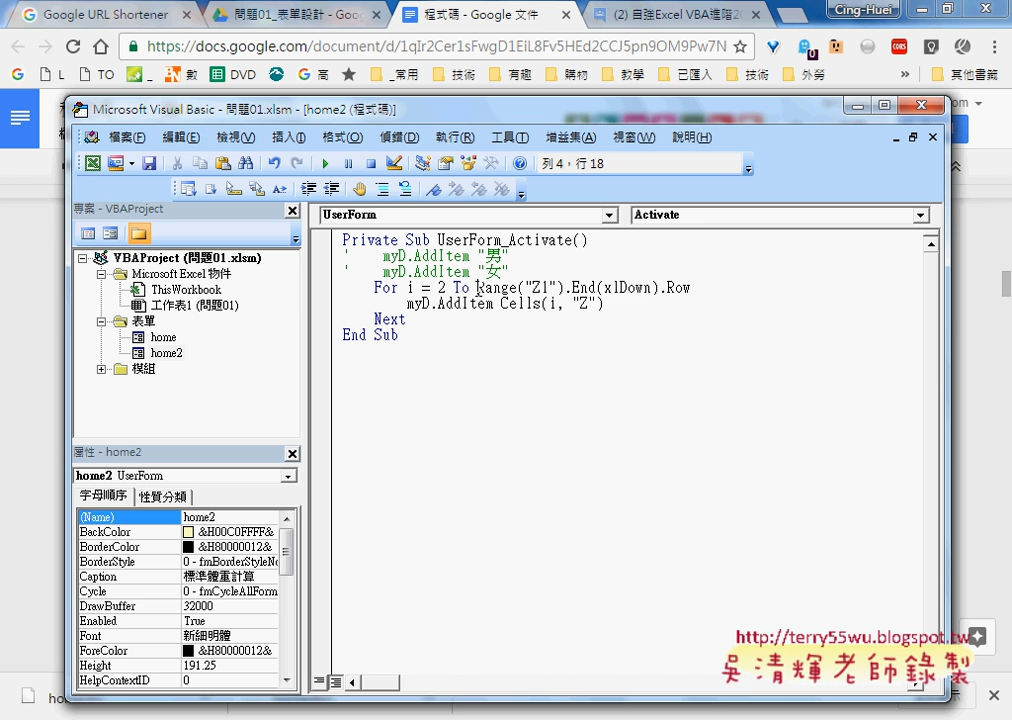 Cing-Huei
Google URL Shortener
問題01_表單設計 - Goo
程式碼 - Google 文件
(2) 自強Excel VBA進階20
https://docs.google.com/document/d/1qIr2Cer1sFwgD1EiL8Fv5HEd2CCJ5pn9OM9Pw7N
L
TO
數
DVD
高
_常用
技術
有趣
購物
教學
已匯入
技術
外勞
其他書籤
Microsoft Visual Basic - 問題01.xlsm - [home2 (程式碼)]
檔案(F) 編輯(E) 檢視(V) 插入(I) 格式(O) 偵錯(D) 執行(R) 工具(T) 增益集(A) 視窗(W) 說明(H)
列 4，行 18
專案 - VBAProject
UserForm
Activate
VBAProject (問題01.xlsm)
Microsoft Excel 物件
ThisWorkbook
工作表1 (問題01)
表單
home
home2
模組
Private Sub UserForm_Activate()
' myD.AddItem "男"
' myD.AddItem "女"
For i = 2 To Range("Z1").End(xlDown).Row
myD.AddItem Cells(i, "Z")
Next
End Sub
屬性 - home2
home2 UserForm
字母順序 性質分類
(Name) home2
BackColor &H00C0FFFF&
BorderColor &H80000012&
BorderStyle 0 - fmBorderStyleNo
Caption 標準體重計算
Cycle 0 - fmCycleAllForm
DrawBuffer 32000
Enabled True
Font 新細明體
ForeColor &H80000012&
Height 191.25
HelpContextID 0
http://terry55wu.blogspot.tw
吳清輝老師錄製